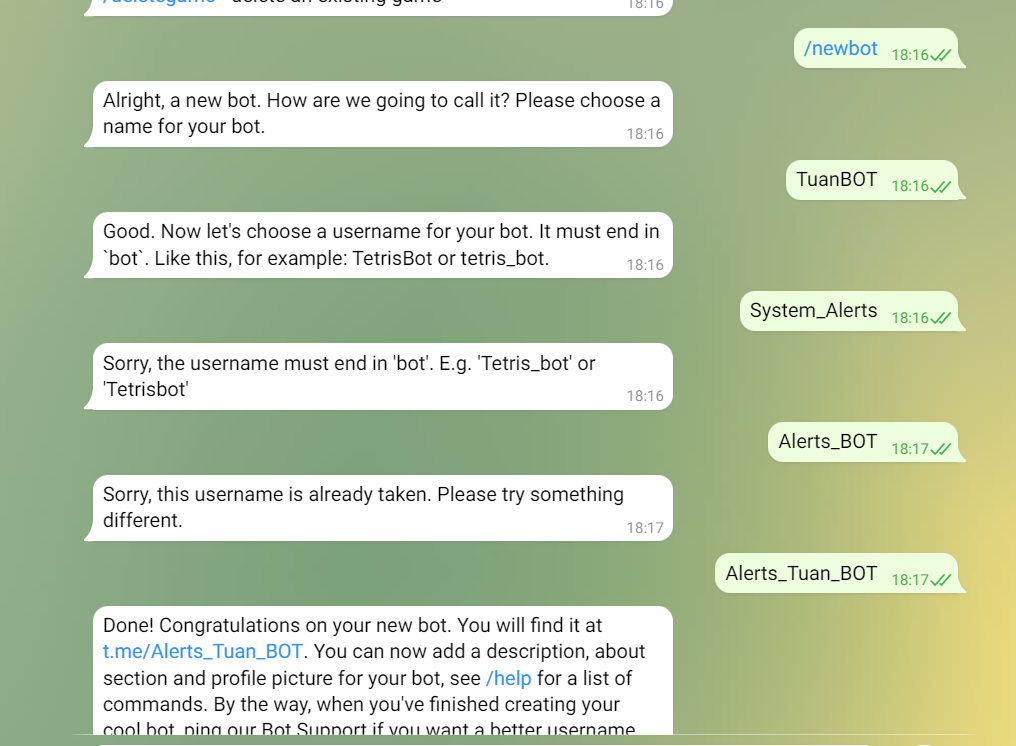 /deletegame - delete an existing game
18:16
/newbot 18:16
Alright, a new bot. How are we going to call it? Please choose a
name for your bot.
18:16
TuanBOT 18:16
Good. Now let's choose a username for your bot. It must end in
`bot`. Like this, for example: TetrisBot or tetris_bot.
18:16
System_Alerts 18:16
Sorry, the username must end in 'bot'. E.g. 'Tetris_bot' or
'Tetrisbot'
18:16
Alerts_BOT 18:17
Sorry, this username is already taken. Please try something
different.
18:17
Alerts_Tuan_BOT 18:17
Done! Congratulations on your new bot. You will find it at
t.me/Alerts_Tuan_BOT. You can now add a description, about
section and profile picture for your bot, see /help for a list of
commands. By the way, when you've finished creating your
cool bot, ping our Bot Support if you want a better username